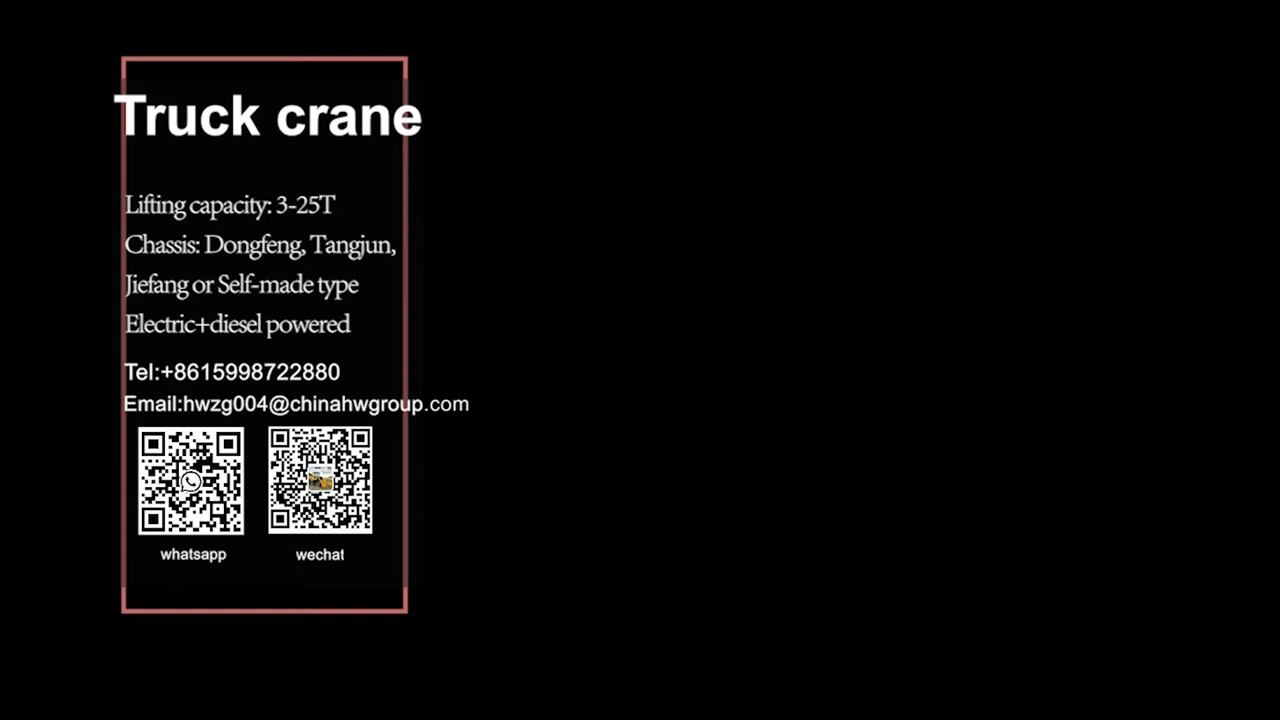 Truck crane
Lifting capacity: 3-25T
Chassis: Dongfeng, Tangjun,
Jiefang or Self-made type
Electric+diesel powered
Tel:+8615998722880
Email:hwzg004@chinahwgroup.com
whatsapp wechat